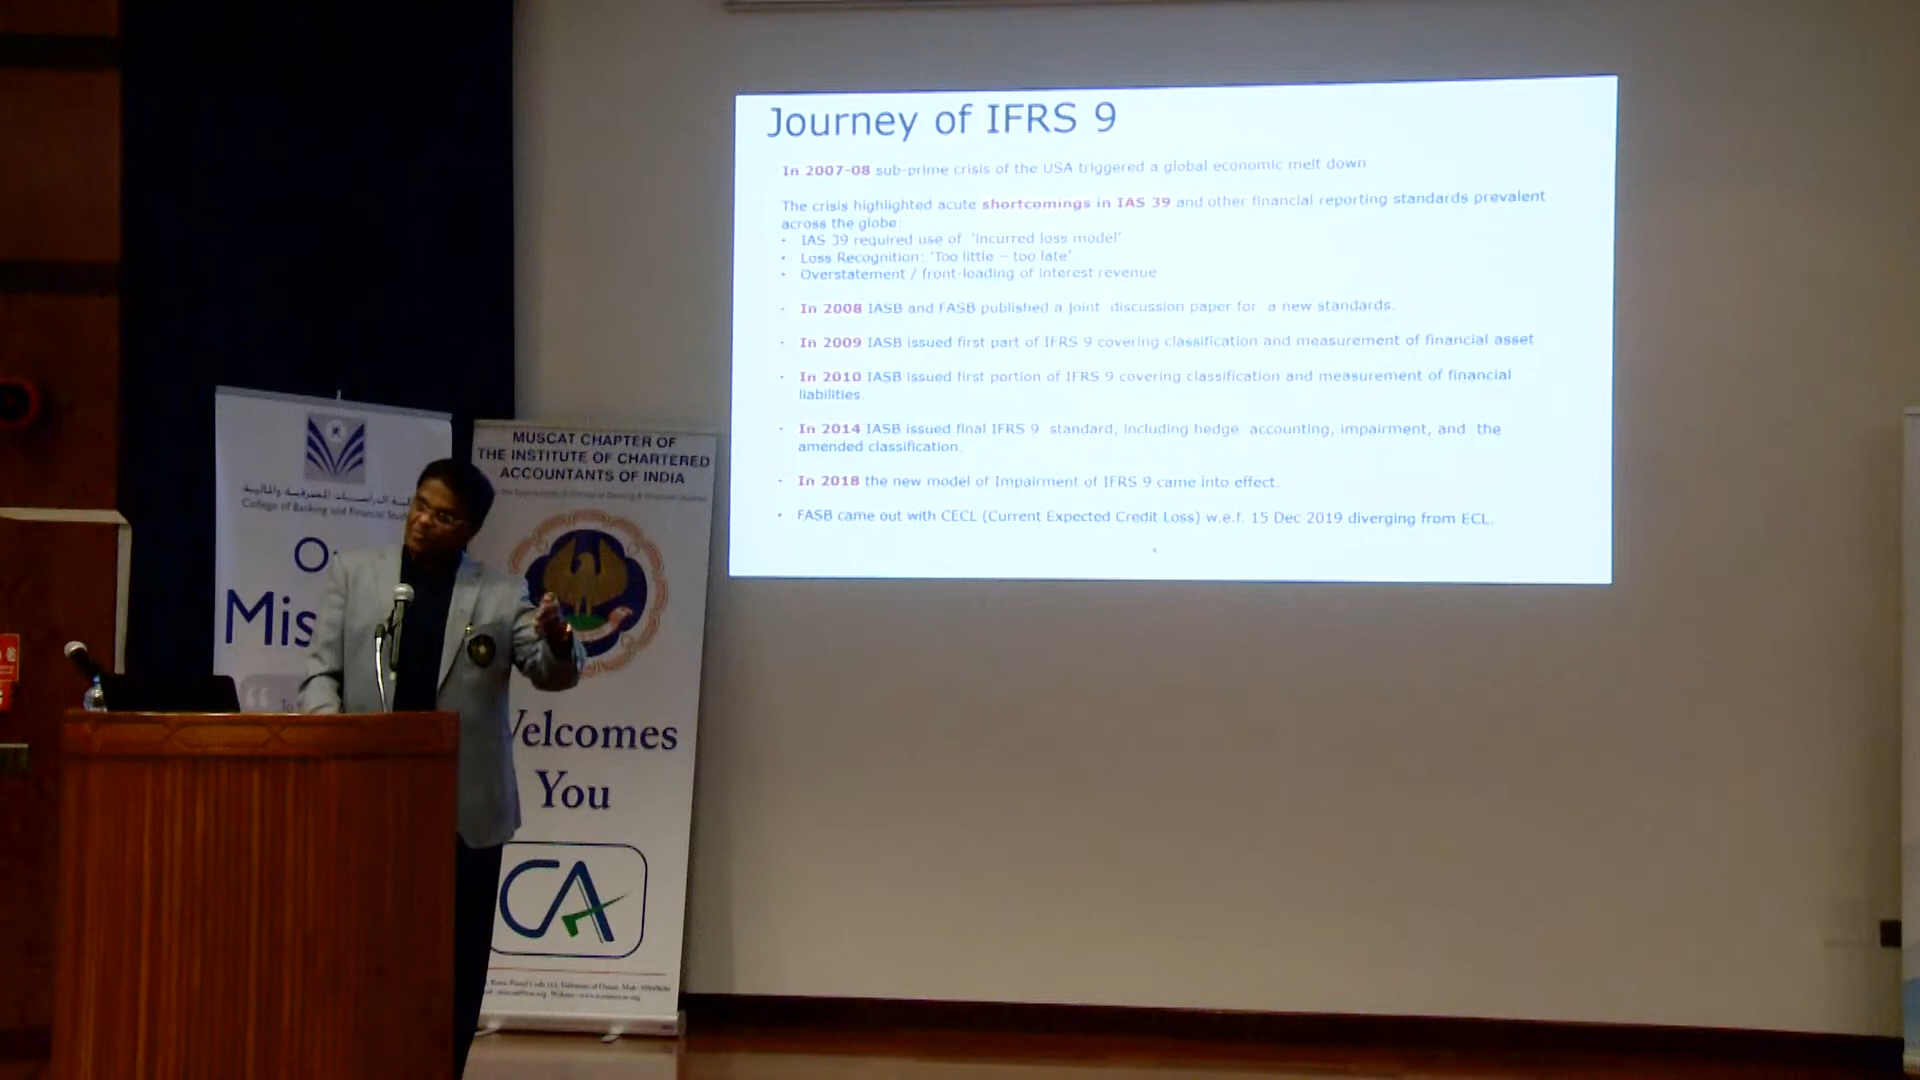 Journey of IFRS 9
In 2007-08 sub-prime crisis of the USA triggered a global economic melt down
The crisis highlighted acute shortcomings in IAS 39 and other financial reporting standards prevalent
across the globe:
• IAS 39 required use of 'incurred loss model'
• Loss Recognition: 'Too little – too late'
• Overstatement / front-loading of interest revenue
• In 2008 IASB and FASB published a joint discussion paper for a new standards.
• In 2009 IASB issued first part of IFRS 9 covering classification and measurement of financial asset
• In 2010 IASB issued first portion of IFRS 9 covering classification and measurement of financial
liabilities.
• In 2014 IASB issued final IFRS 9 standard, including hedge accounting, impairment, and the
amended classification.
• In 2018 the new model of Impairment of IFRS 9 came into effect.
• FASB came out with CECL (Current Expected Credit Loss) w.e.f. 15 Dec 2019 diverging from ECL.
College of Banking and Financial
Mis
MUSCAT CHAPTER OF
THE INSTITUTE OF CHARTERED
ACCOUNTANTS OF INDIA
Welcomes
You
CA